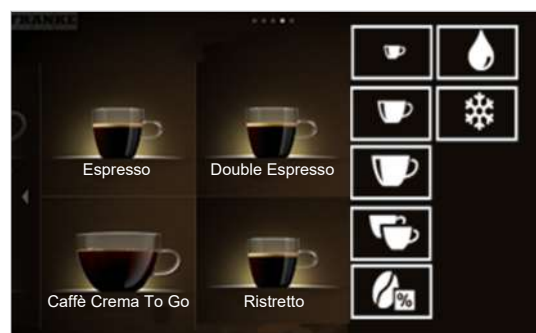 FRANKE
Espresso
Double Espresso
Caffè Crema To Go
Ristretto
%